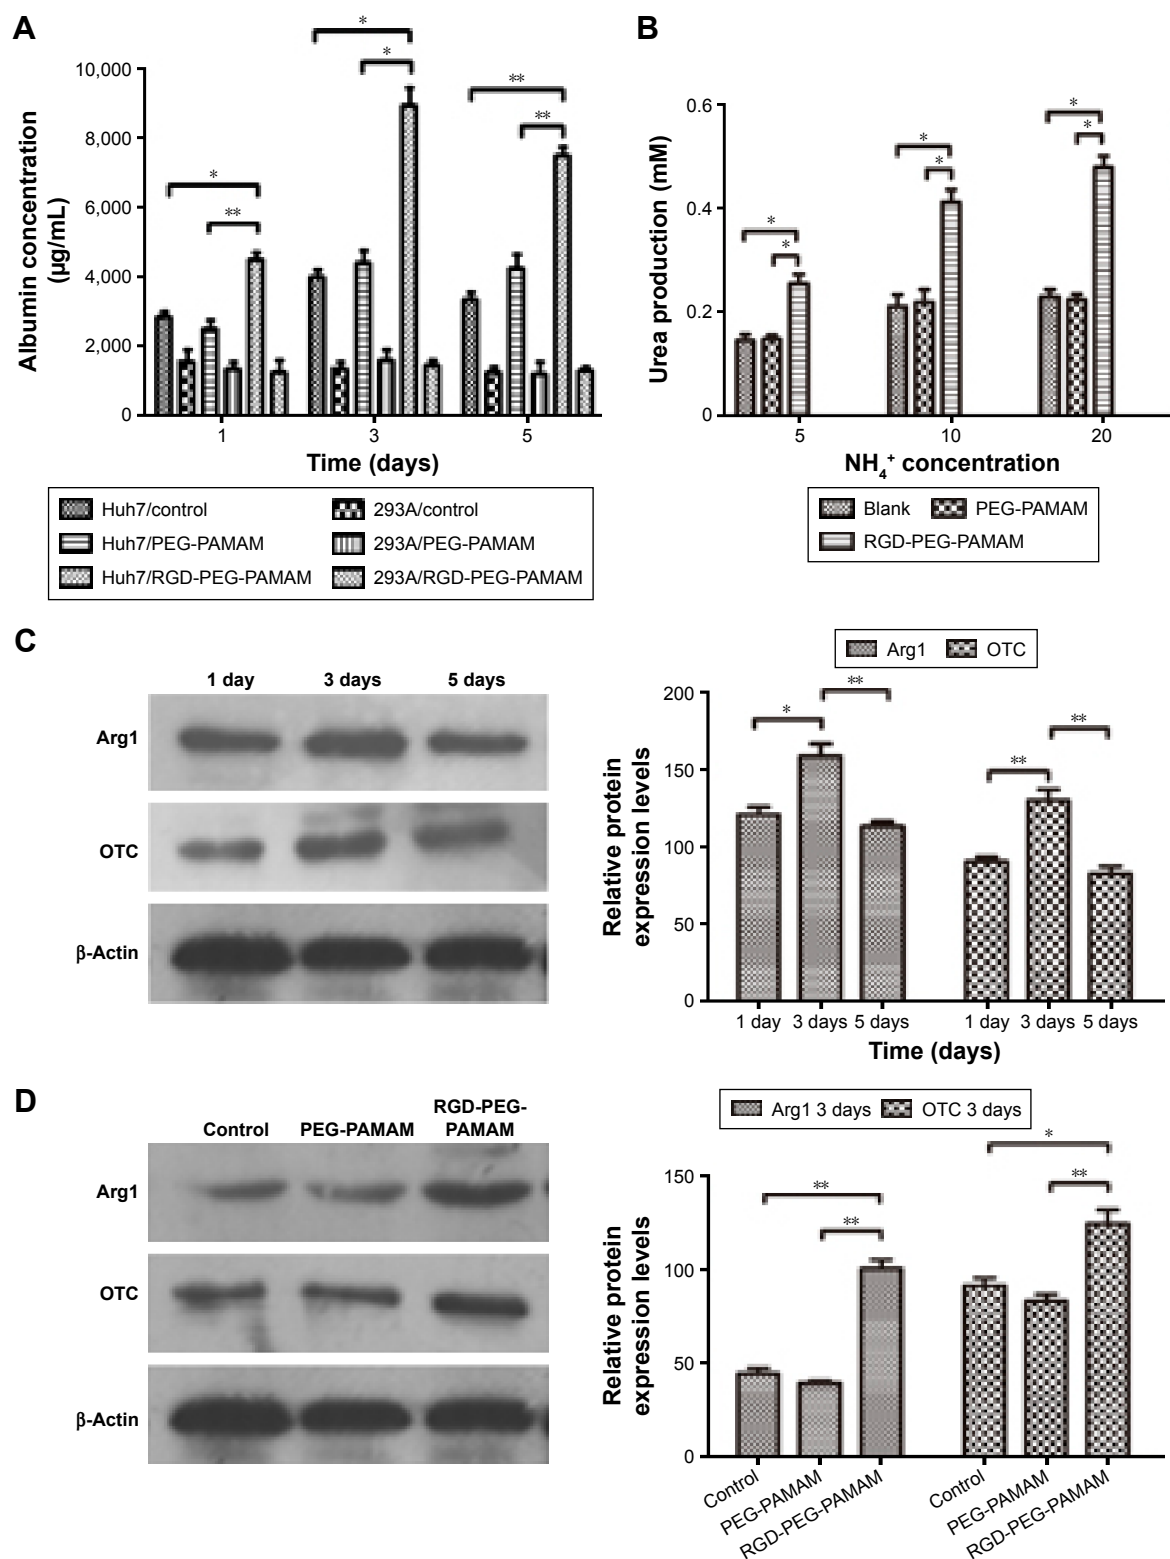 A
Albumin concentration
(µg/mL)
10,000
8,000
6,000
4,000
2,000
0
*
**
*
*
**
**
1
3
5
Time (days)
Huh7/control
293A/control
Huh7/PEG-PAMAM
293A/PEG-PAMAM
Huh7/RGD-PEG-PAMAM
293A/RGD-PEG-PAMAM
B
Urea production (mM)
0.6
0.4
0.2
0
*
*
*
*
*
*
5
10
20
NH4+ concentration
Blank
PEG-PAMAM
RGD-PEG-PAMAM
C
1 day
3 days
5 days
Arg1
OTC
β-Actin
Arg1
OTC
Relative protein
expression levels
200
150
100
50
0
*
**
**
**
1 day
3 days
5 days
1 day
3 days
5 days
Time (days)
D
Control
PEG-PAMAM
RGD-PEG-
PAMAM
Arg1
OTC
β-Actin
Arg1 3 days
OTC 3 days
Relative protein
expression levels
150
100
50
0
**
**
*
**
Control
PEG-PAMAM
RGD-PEG-PAMAM
Control
PEG-PAMAM
RGD-PEG-PAMAM